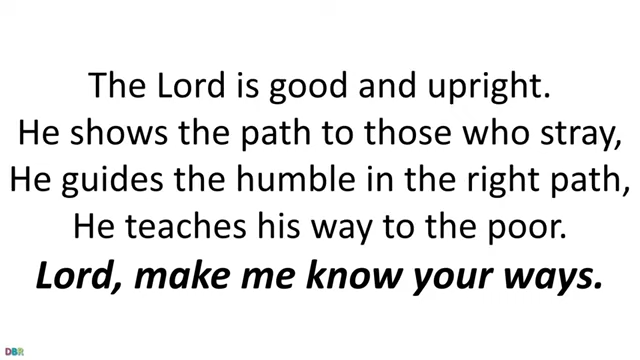 The Lord is good and upright.
He shows the path to those who stray,
He guides the humble in the right path,
He teaches his way to the poor.
Lord, make me know your ways.
DBR